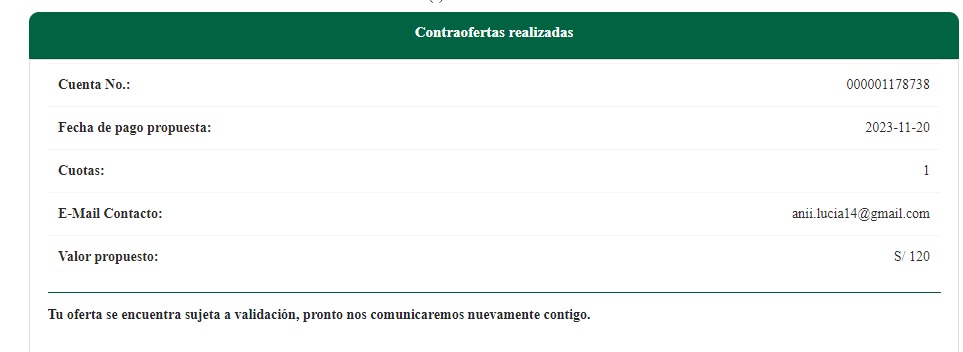 Contraofertas realizadas
Cuenta No.: 000001178738
Fecha de pago propuesta: 2023-11-20
Cuotas: 1
E-Mail Contacto: anii.lucia14@gmail.com
Valor propuesto: S/ 120
Tu oferta se encuentra sujeta a validación, pronto nos comunicaremos nuevamente contigo.